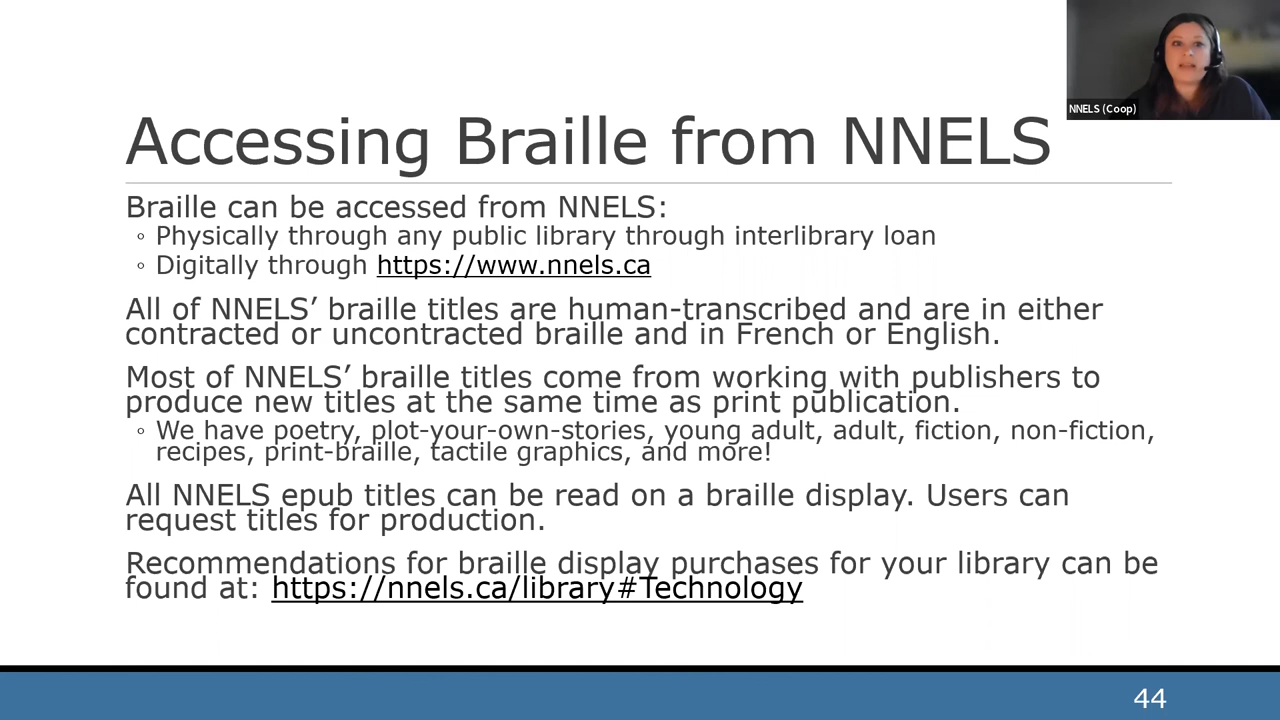 NNELS (Coop)
Accessing Braille from NNELS
Braille can be accessed from NNELS:
◦ Physically through any public library through interlibrary loan
◦ Digitally through https://www.nnels.ca
All of NNELS’ braille titles are human-transcribed and are in either
contracted or uncontracted braille and in French or English.
Most of NNELS’ braille titles come from working with publishers to
produce new titles at the same time as print publication.
◦ We have poetry, plot-your-own-stories, young adult, adult, fiction, non-fiction,
recipes, print-braille, tactile graphics, and more!
All NNELS epub titles can be read on a braille display. Users can
request titles for production.
Recommendations for braille display purchases for your library can be
found at: https://nnels.ca/library#Technology
44